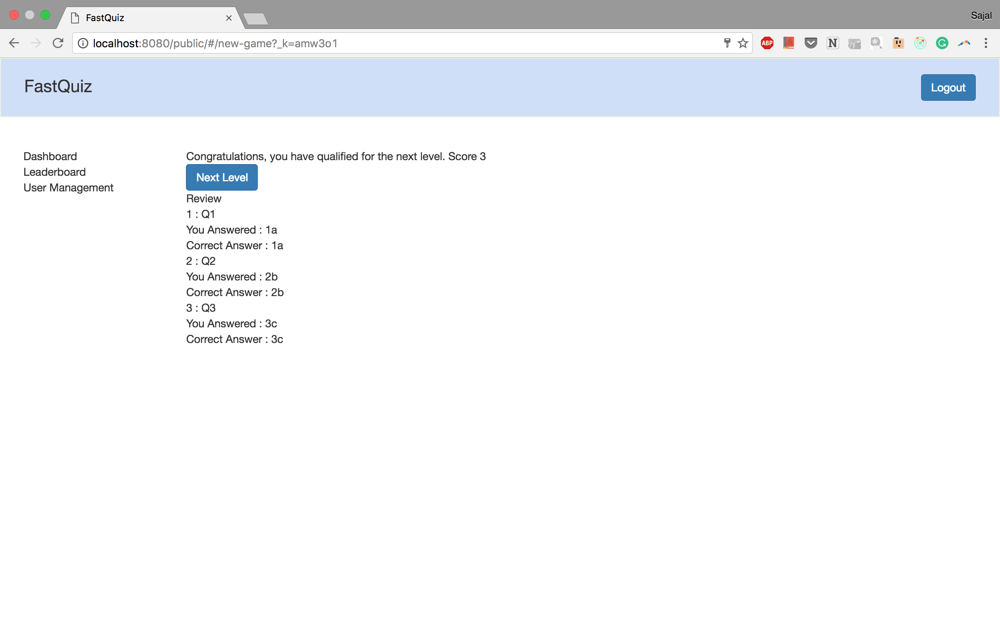 FastQuiz
Sajal
localhost:8080/public/#/new-game?_k=amw3o1
ABP
A
N
G
FastQuiz
Logout
Dashboard
Leaderboard
User Management
Congratulations, you have qualified for the next level. Score 3
Next Level
Review
1 : Q1
You Answered : 1a
Correct Answer : 1a
2 : Q2
You Answered : 2b
Correct Answer : 2b
3 : Q3
You Answered : 3c
Correct Answer : 3c